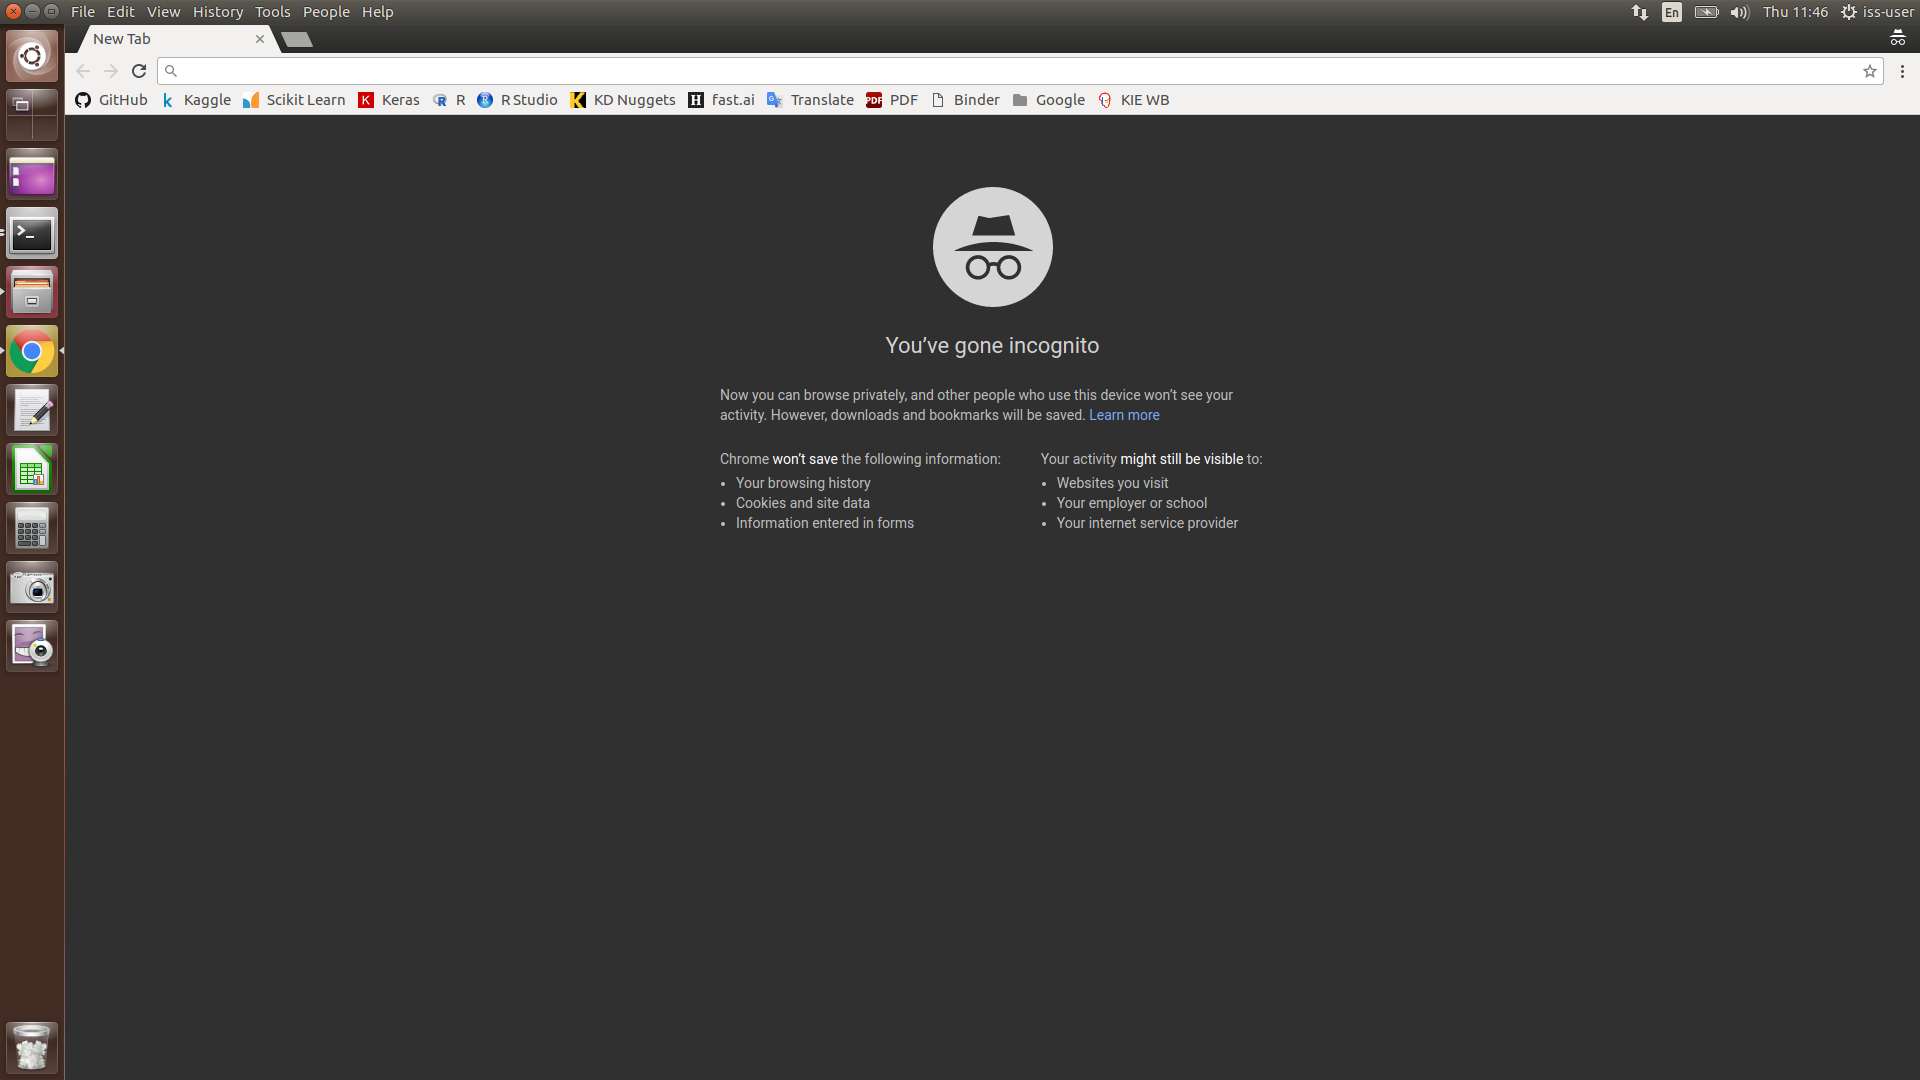 File Edit View History Tools People Help
En
Thu 11:46
iss-user
New Tab
GitHub
Kaggle
Scikit Learn
Keras
R
R Studio
KD Nuggets
fast.ai
Translate
PDF
Binder
Google
KIE WB
You’ve gone incognito
Now you can browse privately, and other people who use this device won’t see your
activity. However, downloads and bookmarks will be saved. Learn more
Chrome won’t save the following information:
• Your browsing history
• Cookies and site data
• Information entered in forms
Your activity might still be visible to:
• Websites you visit
• Your employer or school
• Your internet service provider